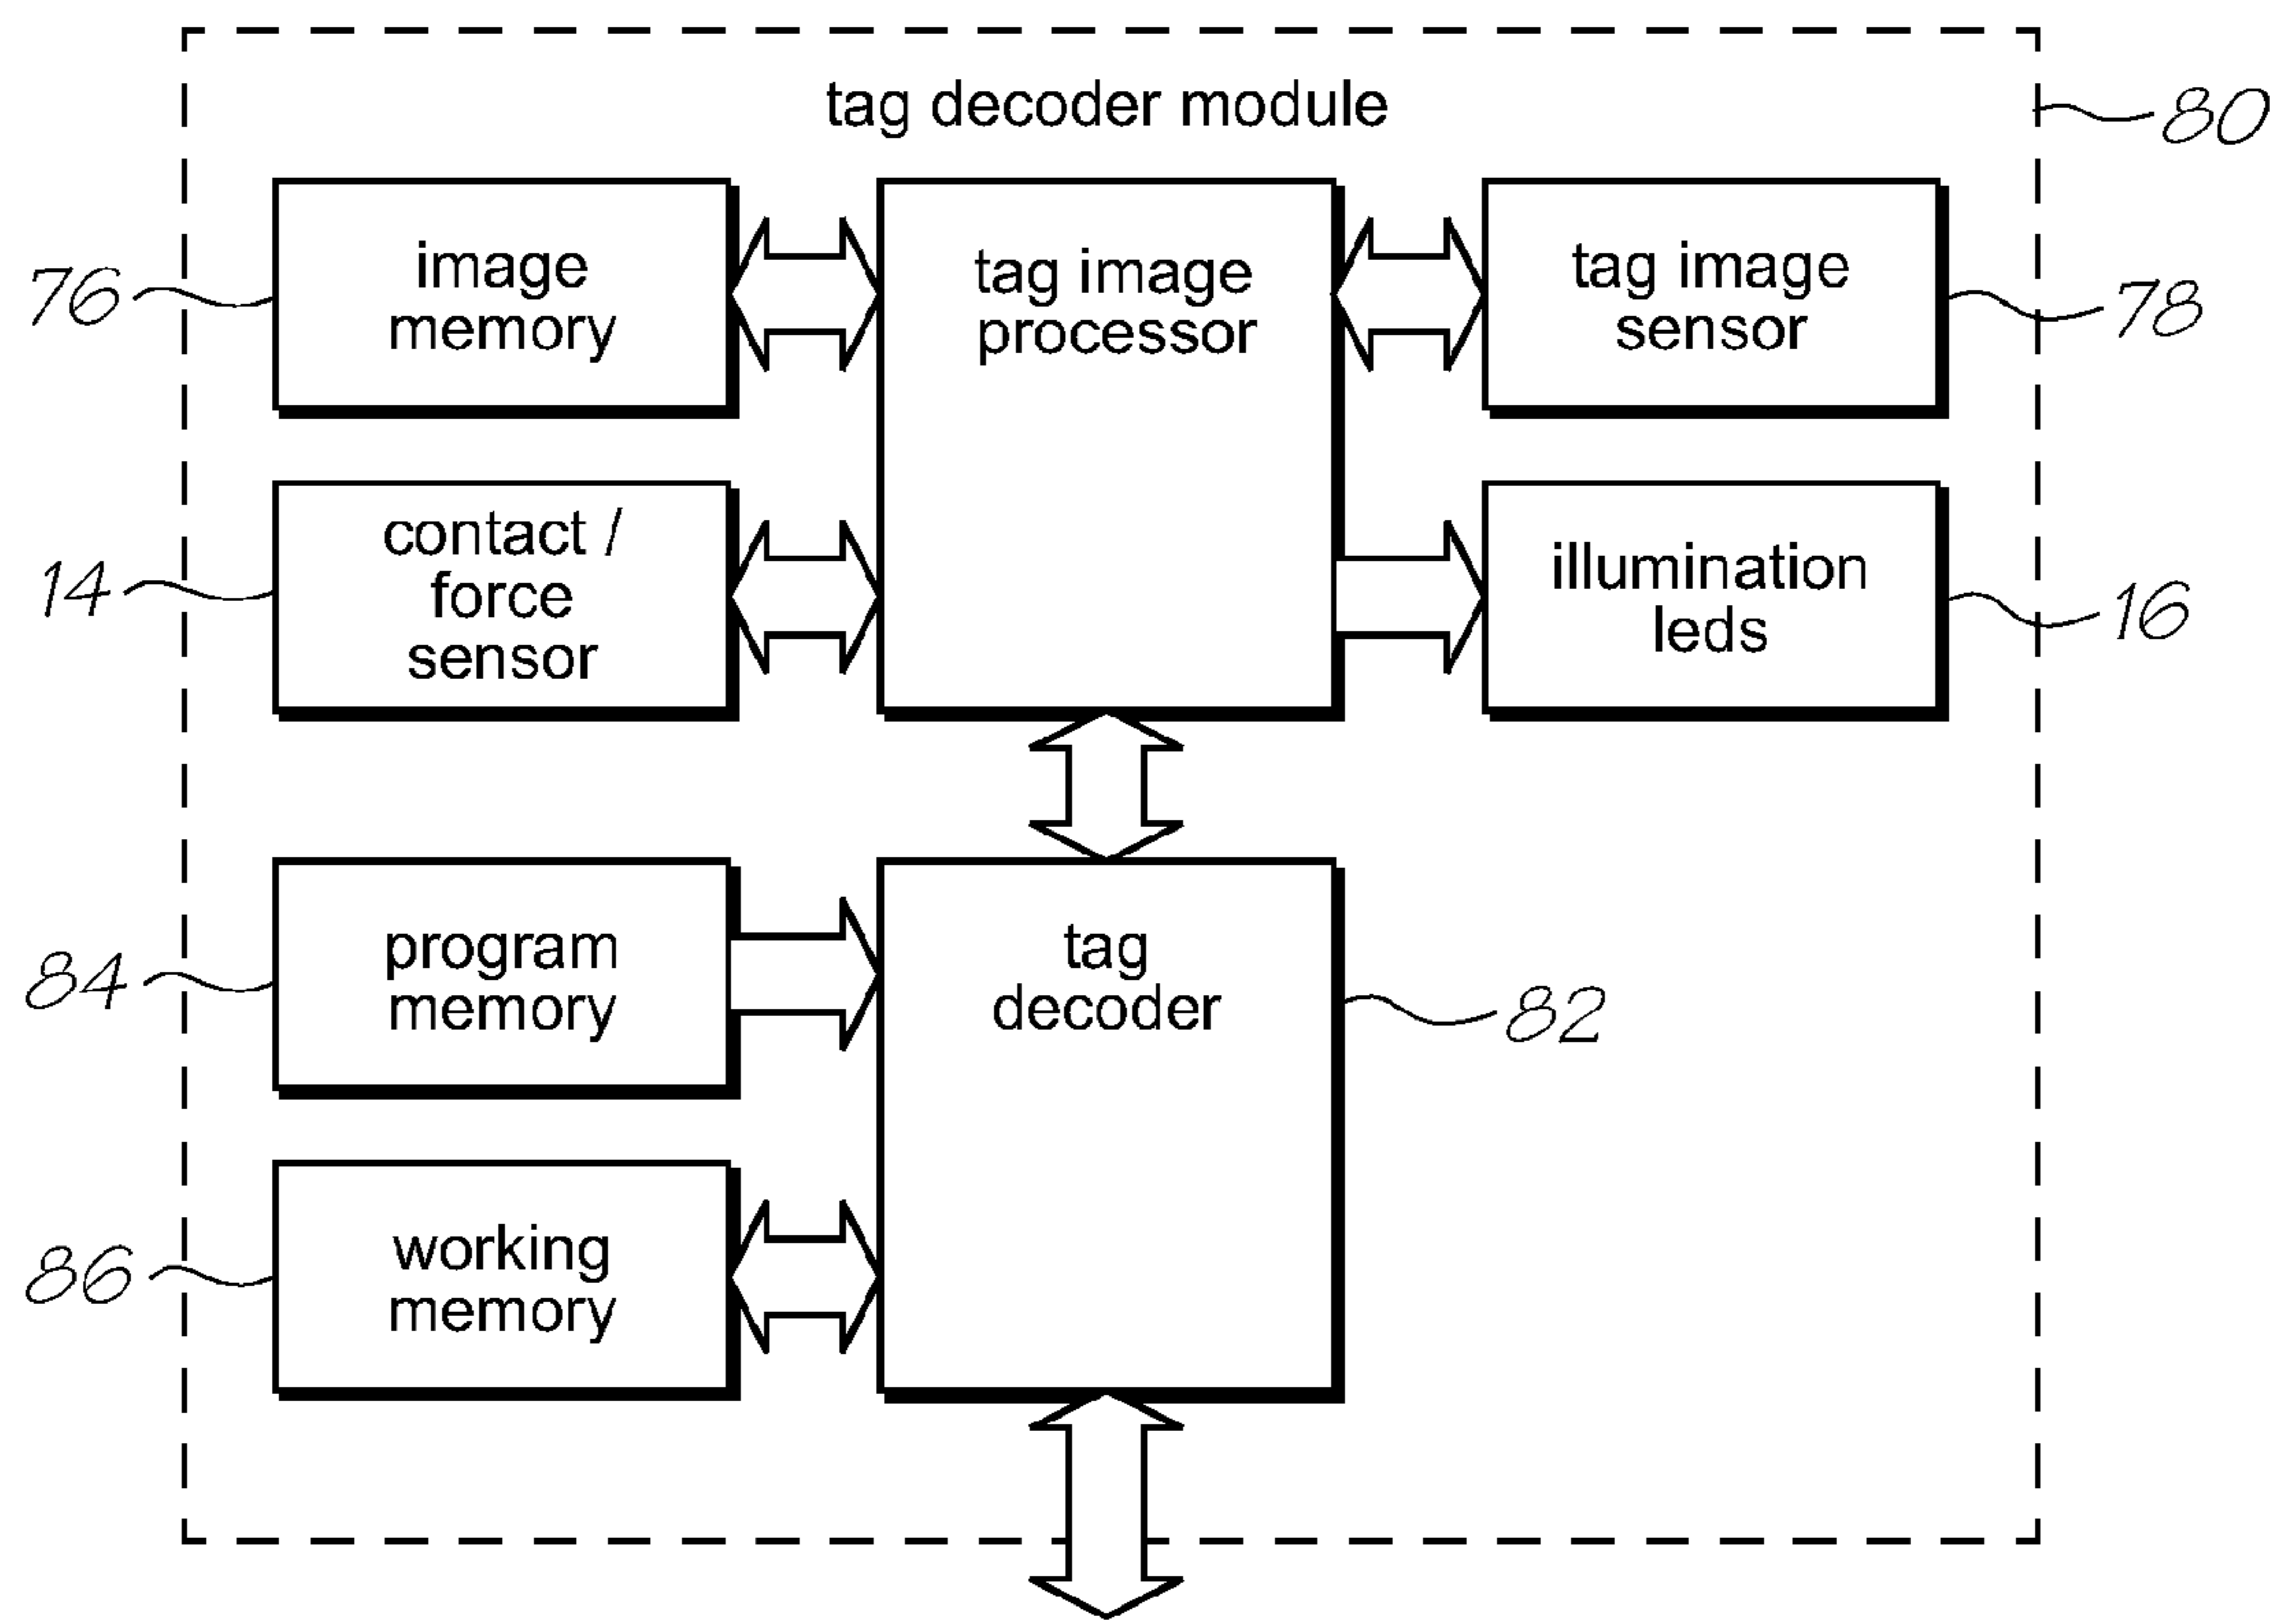 tag decoder module
80
76
image
memory
tag image
processor
tag image
sensor
78
14
contact /
force
sensor
illumination
leds
16
84
program
memory
tag
decoder
82
86
working
memory